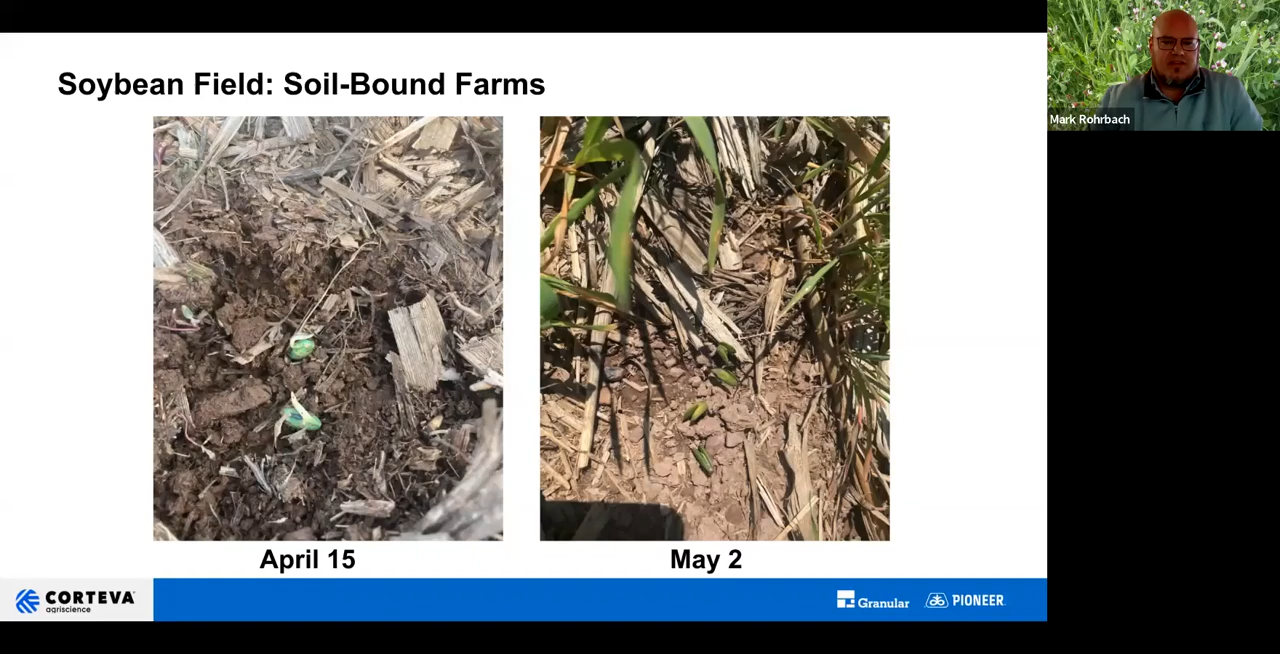 Soybean Field: Soil-Bound Farms
Mark Rohrbach
April 15
May 2
CORTEVA
agriscience
Granular
PIONEER